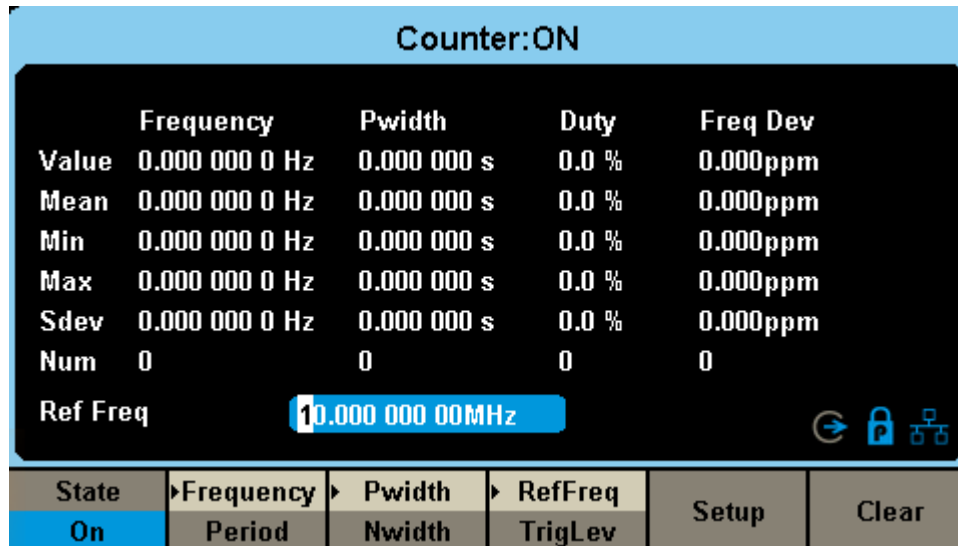 Counter:ON
Frequency Pwidth Duty Freq Dev
Value 0.000 000 0 Hz 0.000 000 s 0.0 % 0.000ppm
Mean 0.000 000 0 Hz 0.000 000 s 0.0 % 0.000ppm
Min 0.000 000 0 Hz 0.000 000 s 0.0 % 0.000ppm
Max 0.000 000 0 Hz 0.000 000 s 0.0 % 0.000ppm
Sdev 0.000 000 0 Hz 0.000 000 s 0.0 % 0.000ppm
Num 0 0 0 0
Ref Freq 10.000 000 00MHz
P
State Frequency Pwidth RefFreq Setup Clear
On Period Nwidth TrigLev